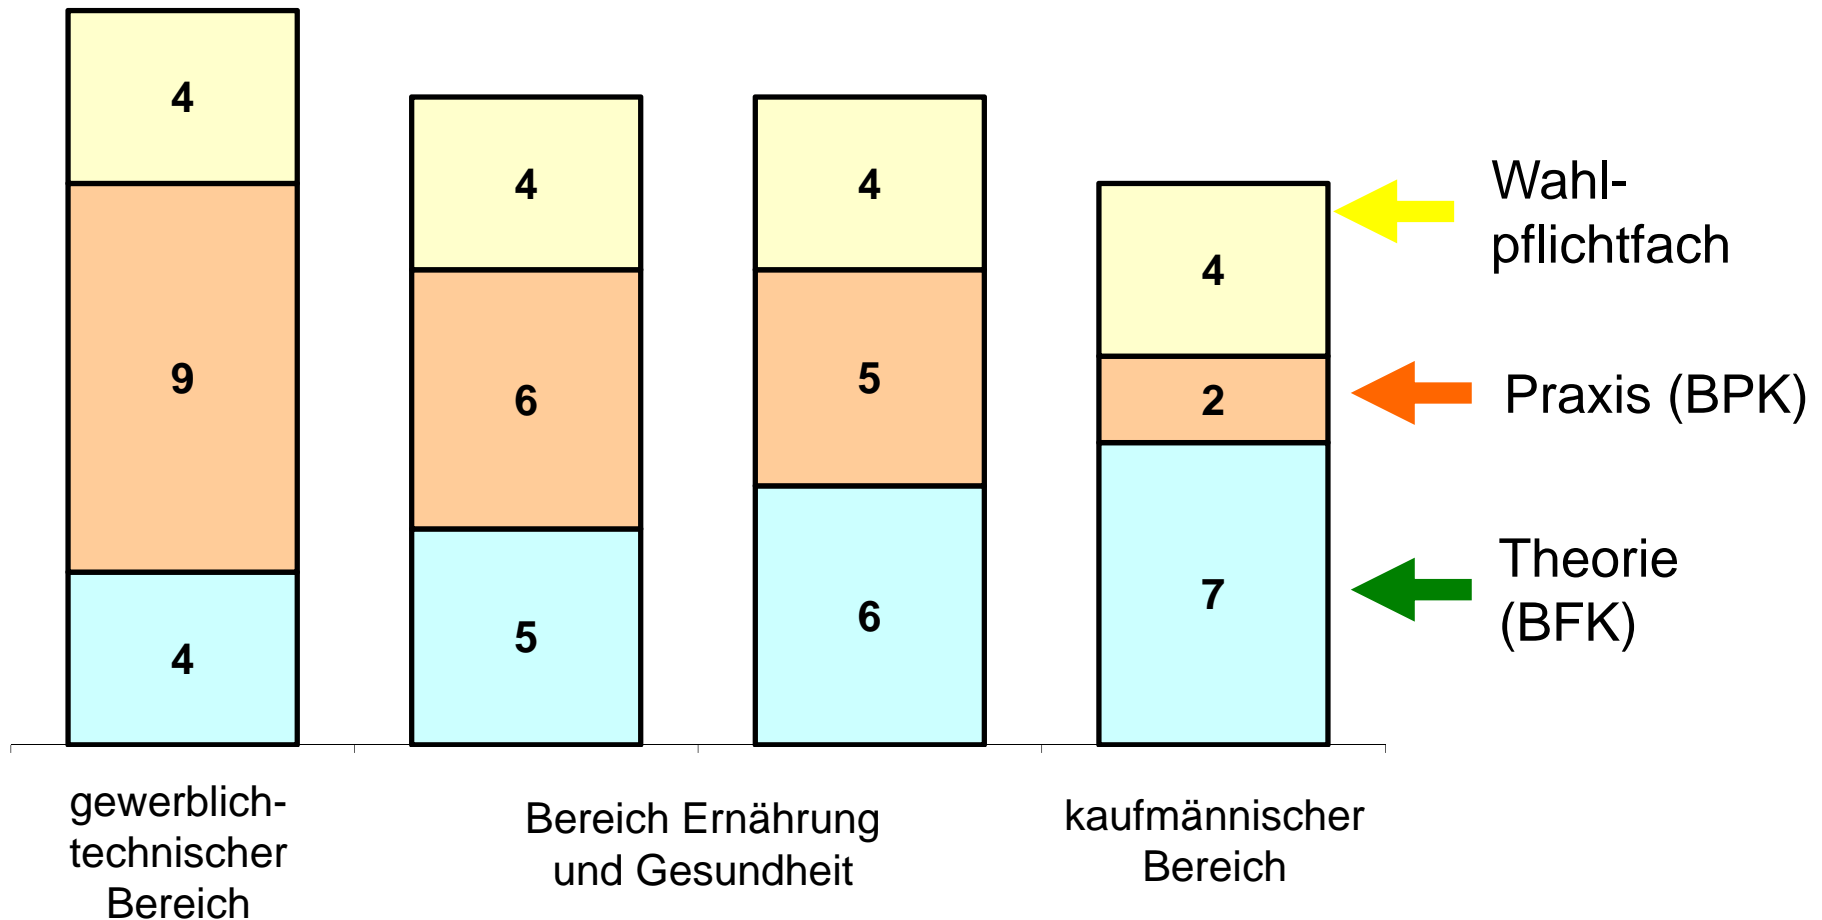 4
9
4
4
6
5
4
5
6
4
2
7
Wahl-
pflichtfach
Praxis (BPK)
Theorie
(BFK)
gewerblich-
technischer
Bereich
Bereich Ernährung
und Gesundheit
kaufmännischer
Bereich